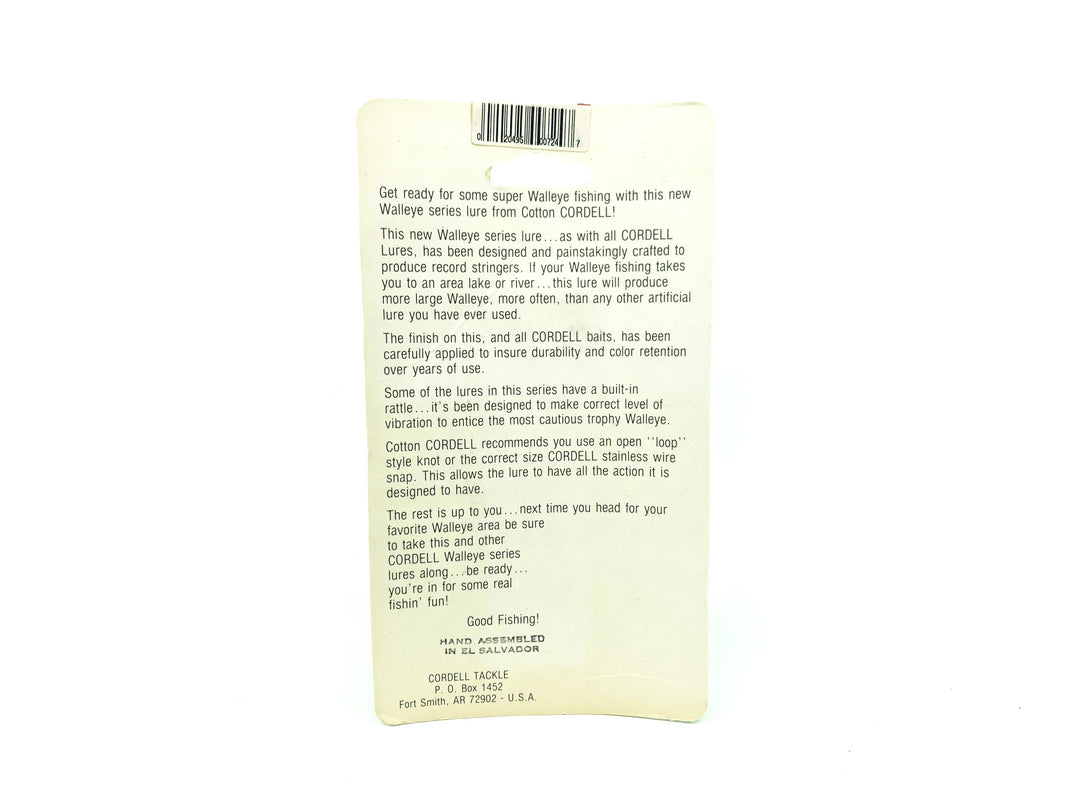 0 20495 00724 7
Get ready for some super Walleye fishing with this new
Walleye series lure from Cotton CORDELL!
This new Walleye series lure...as with all CORDELL
Lures, has been designed and painstakingly crafted to
produce record stringers. If your Walleye fishing takes
you to an area lake or river...this lure will produce
more large Walleye, more often, than any other artificial
lure you have ever used.
The finish on this, and all CORDELL baits, has been
carefully applied to insure durability and color retention
over years of use.
Some of the lures in this series have a built-in
rattle...it's been designed to make correct level of
vibration to entice the most cautious trophy Walleye.
Cotton CORDELL recommends you use an open ''loop''
style knot or the correct size CORDELL stainless wire
snap. This allows the lure to have all the action it is
designed to have.
The rest is up to you...next time you head for your
favorite Walleye area be sure
to take this and other
CORDELL Walleye series
lures along...be ready...
you're in for some real
fishin' fun!
Good Fishing!
HAND ASSEMBLED
IN EL SALVADOR
CORDELL TACKLE
P. O. Box 1452
Fort Smith, AR 72902 - U.S.A.